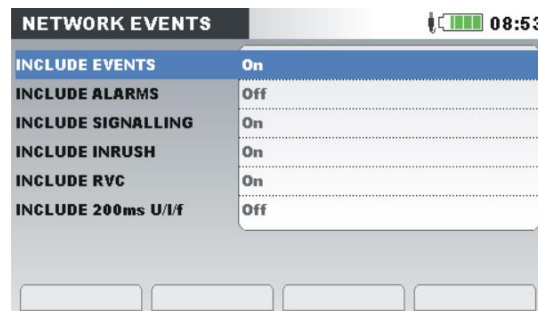 NETWORK EVENTS 08:53
INCLUDE EVENTS On
INCLUDE ALARMS Off
INCLUDE SIGNALLING On
INCLUDE INRUSH On
INCLUDE RVC On
INCLUDE 200ms U/I/f Off